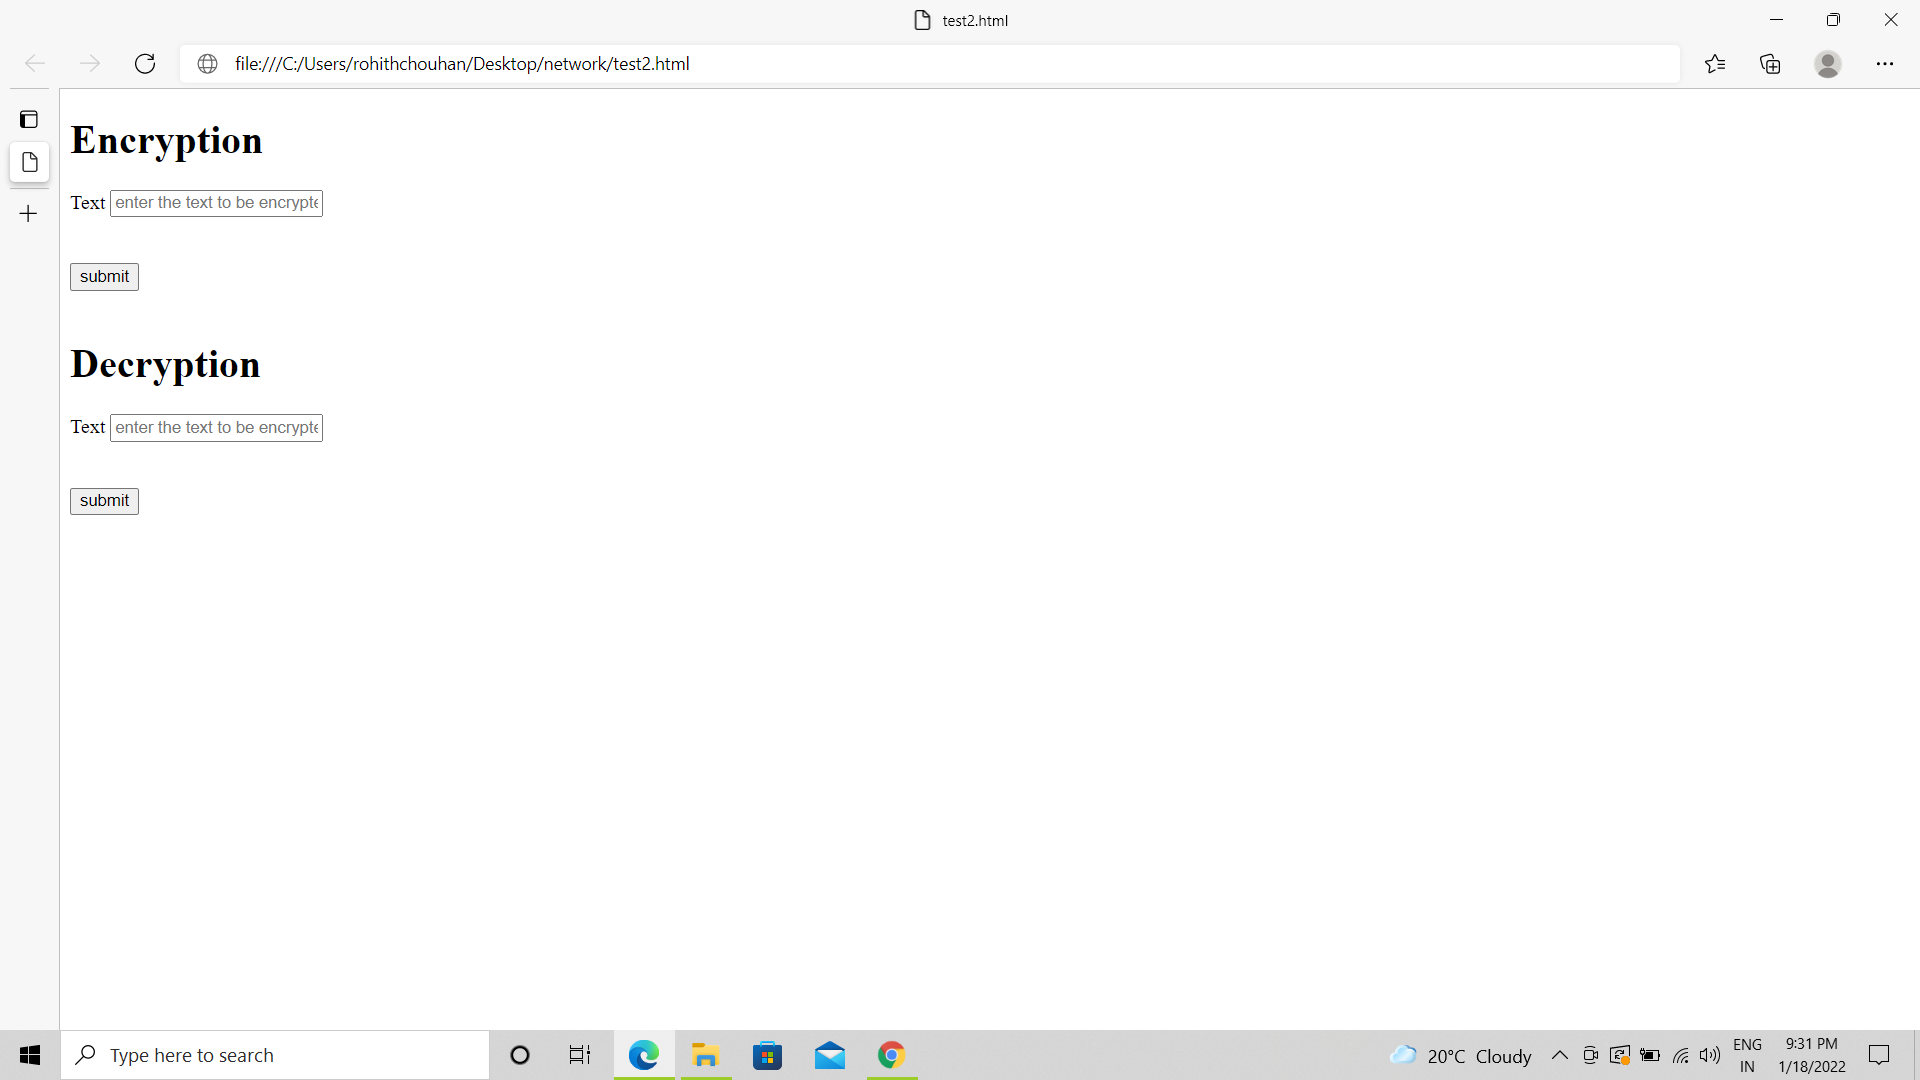 test2.html
file:///C:/Users/rohithchouhan/Desktop/network/test2.html
Encryption
Text enter the text to be encrypte
submit
Decryption
Text enter the text to be encrypte
submit
Type here to search
20°C Cloudy
ENG
IN
9:31 PM
1/18/2022